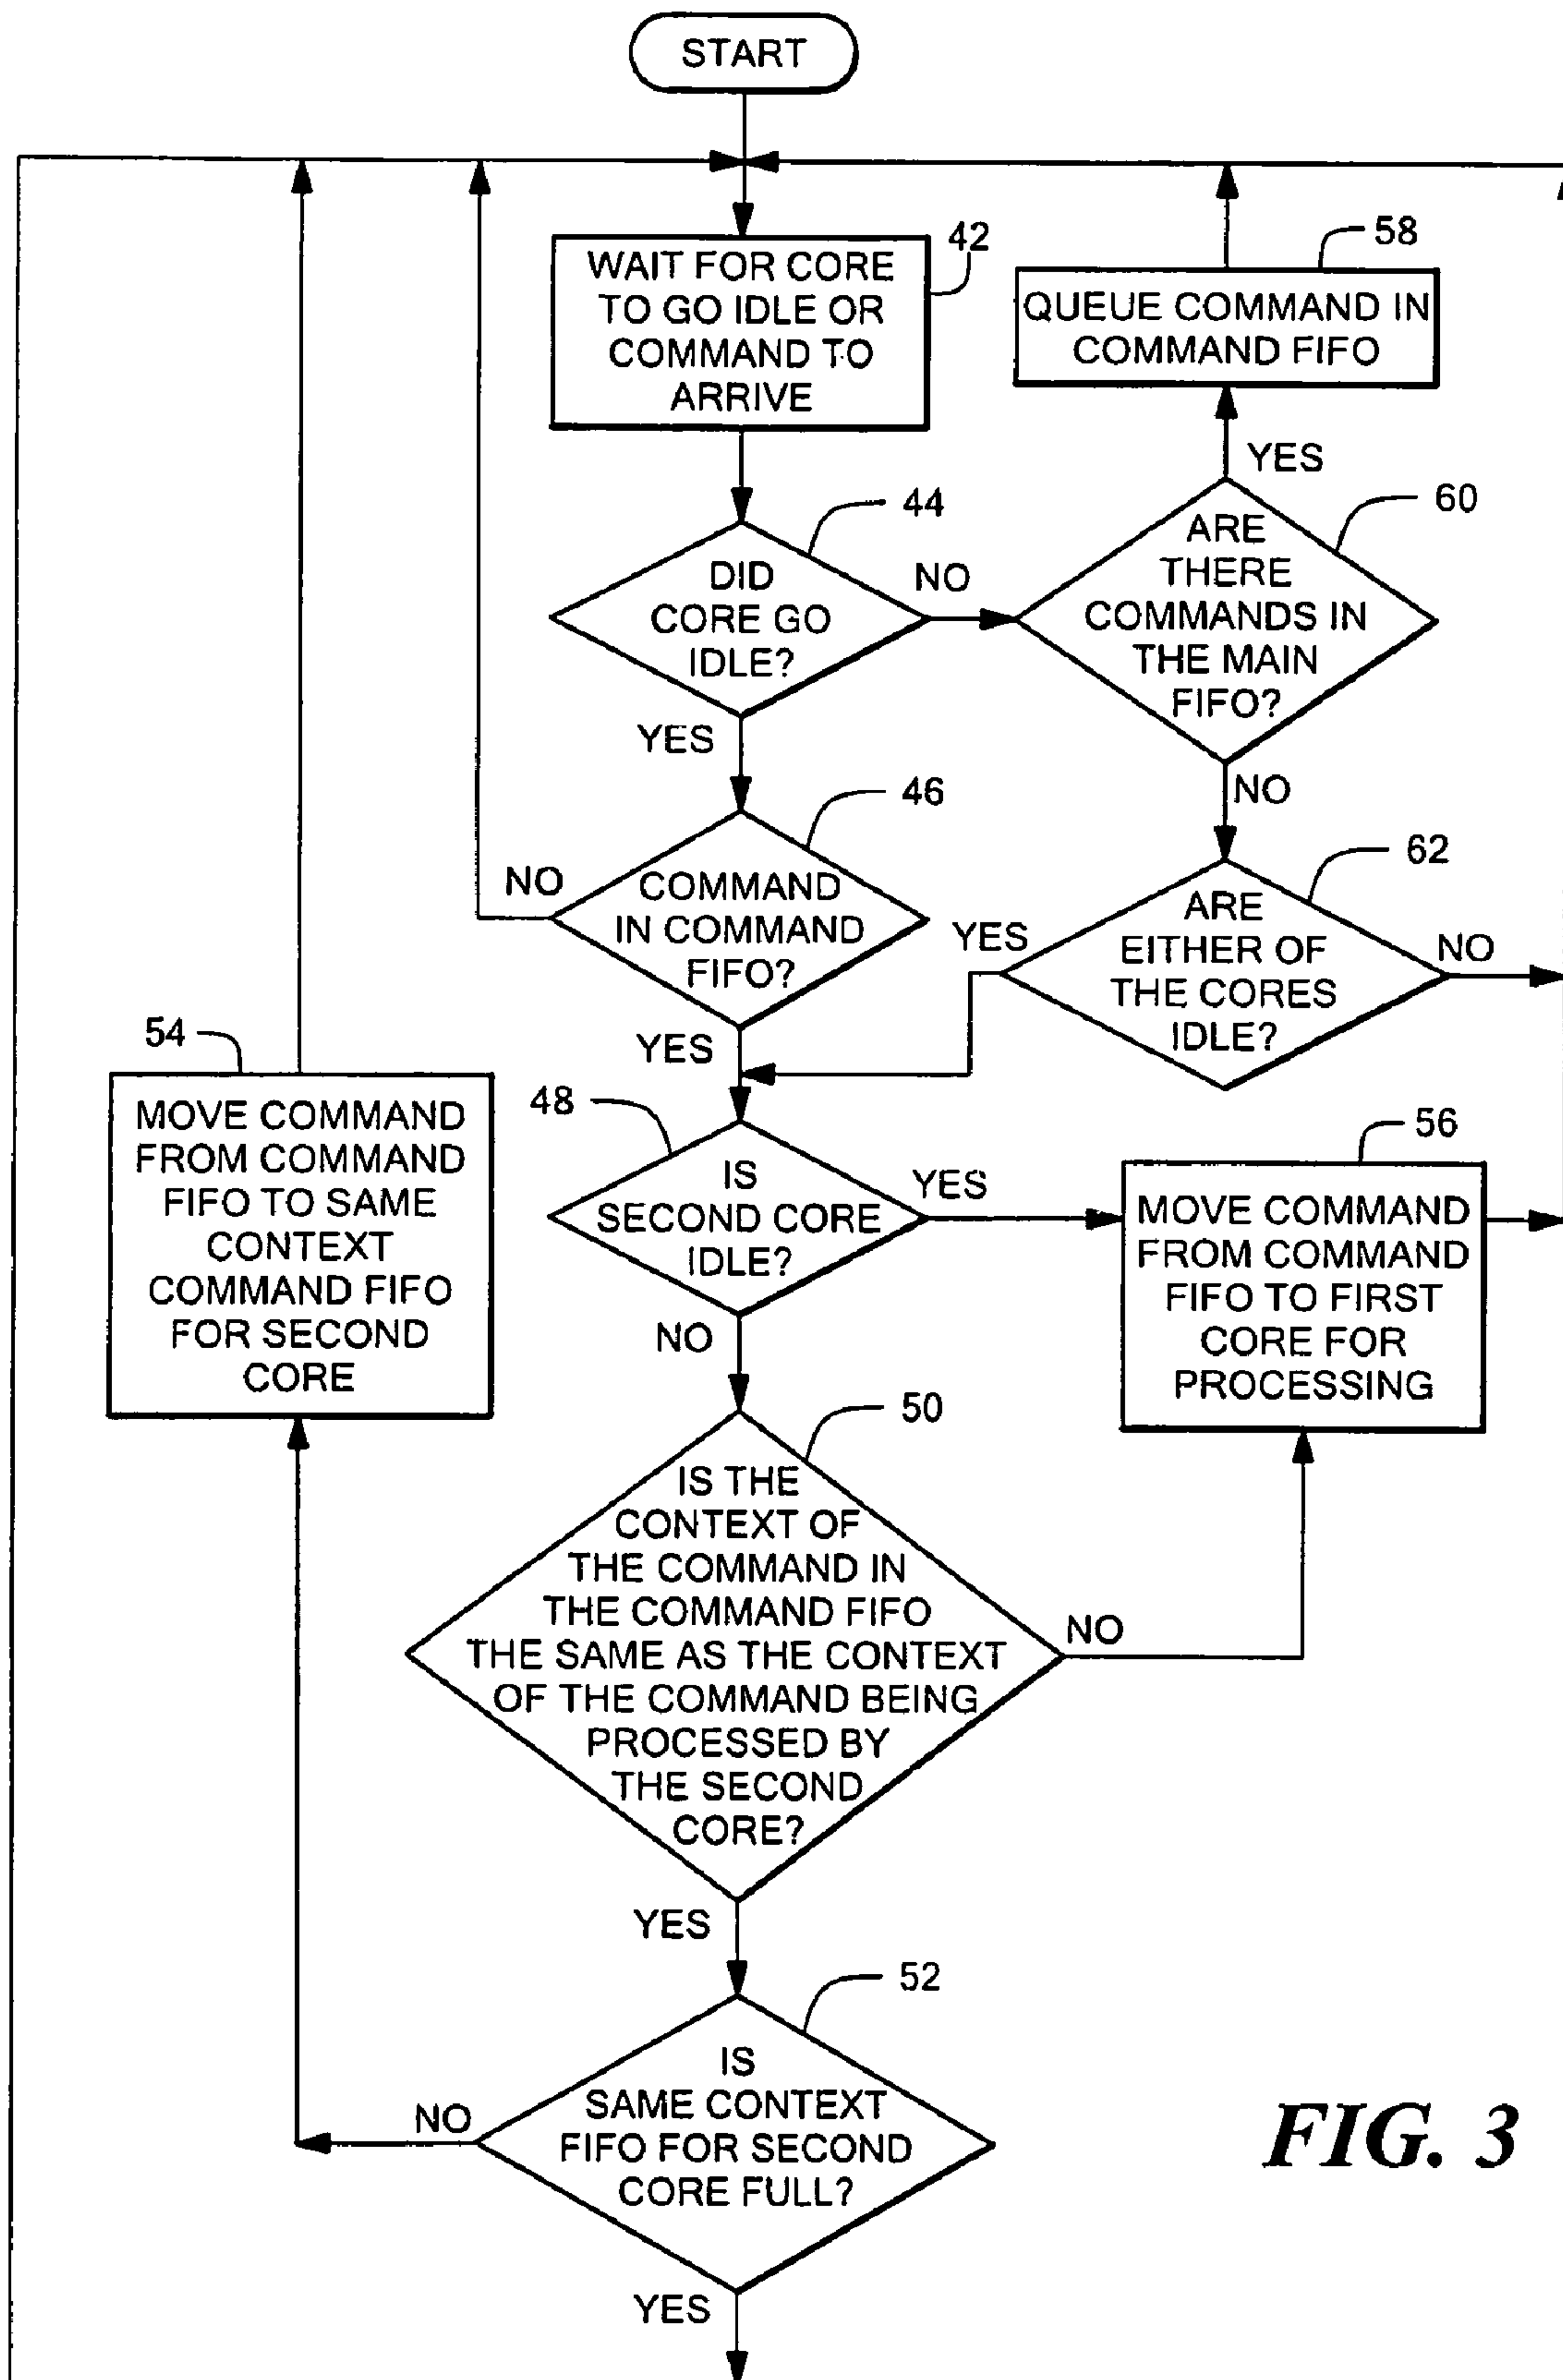 START
WAIT FOR CORE
TO GO IDLE OR
COMMAND TO
ARRIVE
42
QUEUE COMMAND IN
COMMAND FIFO
58
YES
DID
CORE GO
IDLE?
44
NO
ARE
THERE
COMMANDS IN
THE MAIN
FIFO?
60
YES
NO
COMMAND
IN COMMAND
FIFO?
46
NO
ARE
EITHER OF
THE CORES
IDLE?
62
YES
NO
YES
54
MOVE COMMAND
FROM COMMAND
FIFO TO SAME
CONTEXT
COMMAND FIFO
FOR SECOND
CORE
48
IS
SECOND CORE
IDLE?
YES
56
MOVE COMMAND
FROM COMMAND
FIFO TO FIRST
CORE FOR
PROCESSING
NO
50
IS THE
CONTEXT OF
THE COMMAND IN
THE COMMAND FIFO
THE SAME AS THE CONTEXT
OF THE COMMAND BEING
PROCESSED BY
THE SECOND
CORE?
NO
YES
52
IS
SAME CONTEXT
FIFO FOR SECOND
CORE FULL?
NO
YES
FIG. 3